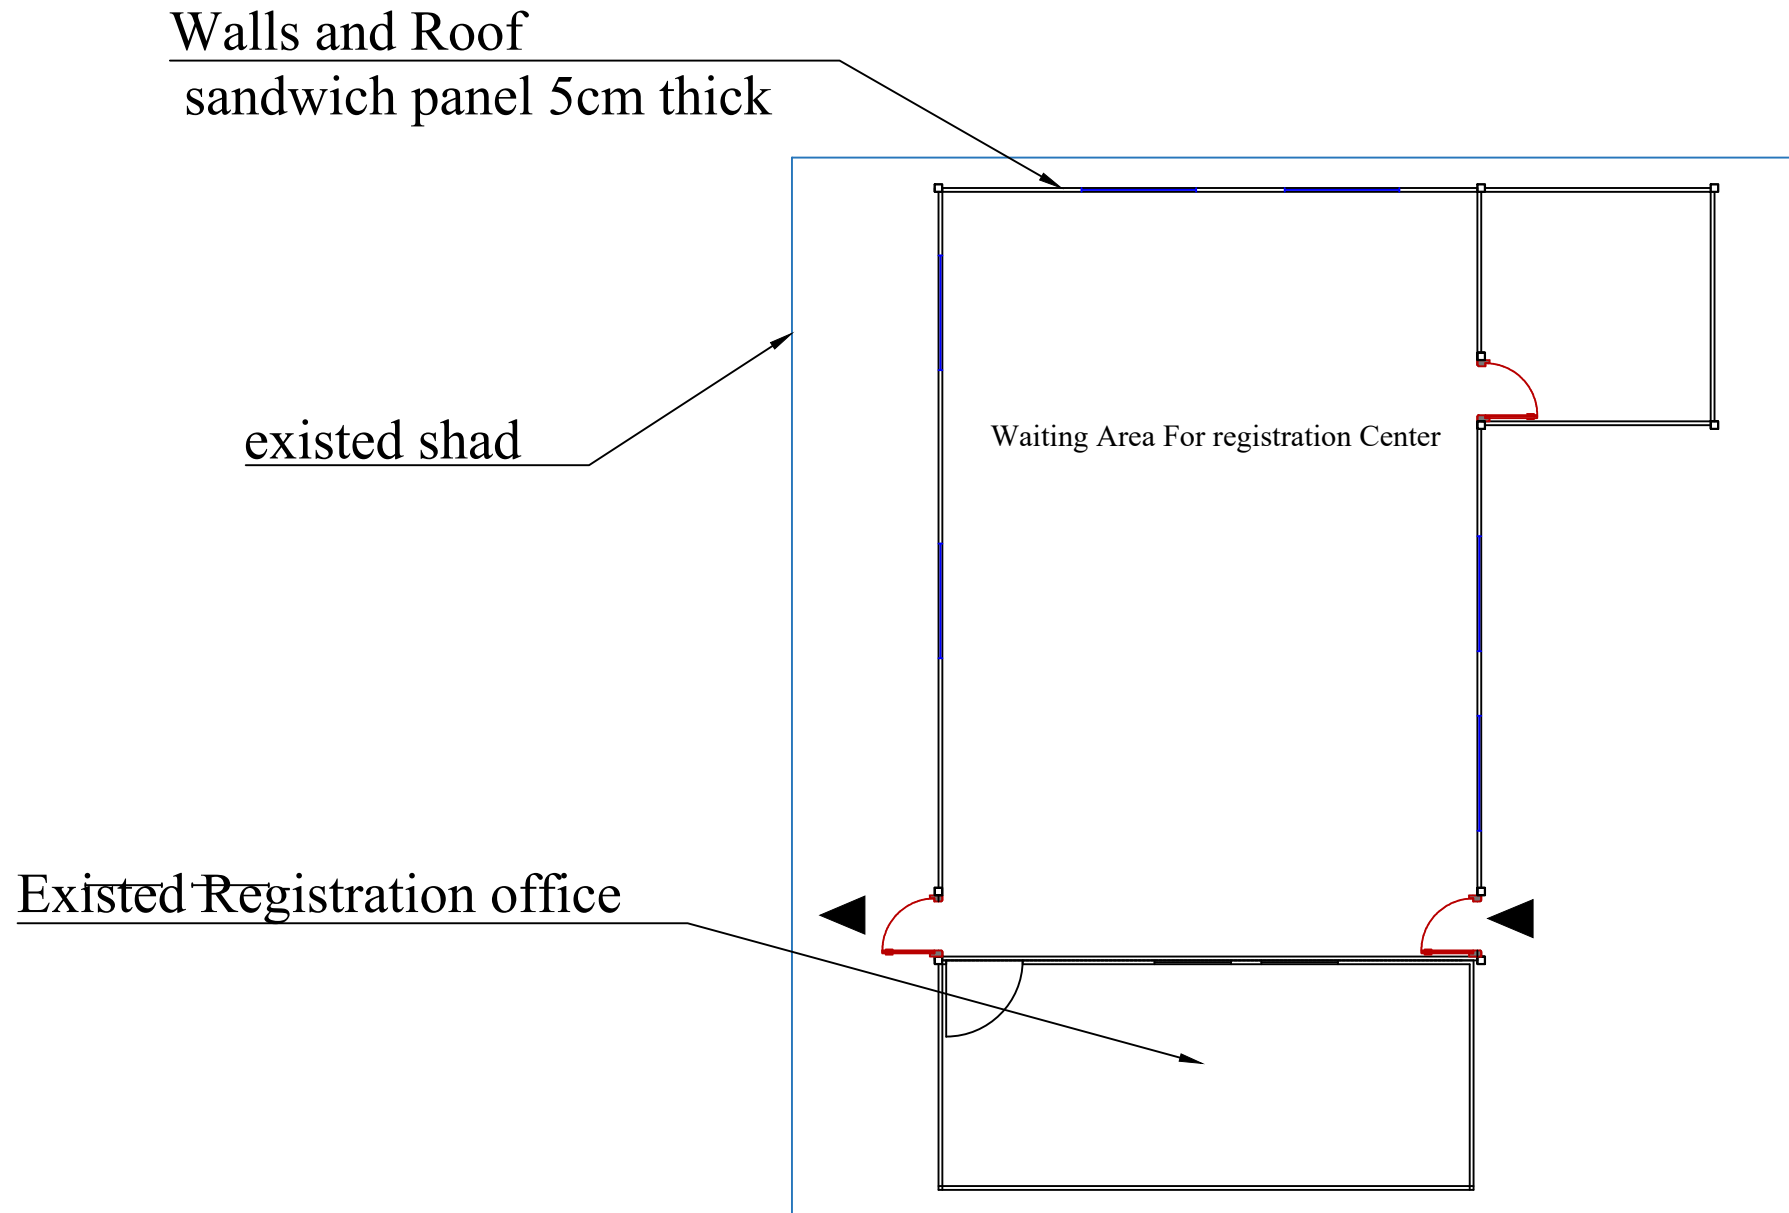 Walls and Roof
sandwich panel 5cm thick
existed shad
Waiting Area For registration Center
Existed Registration office